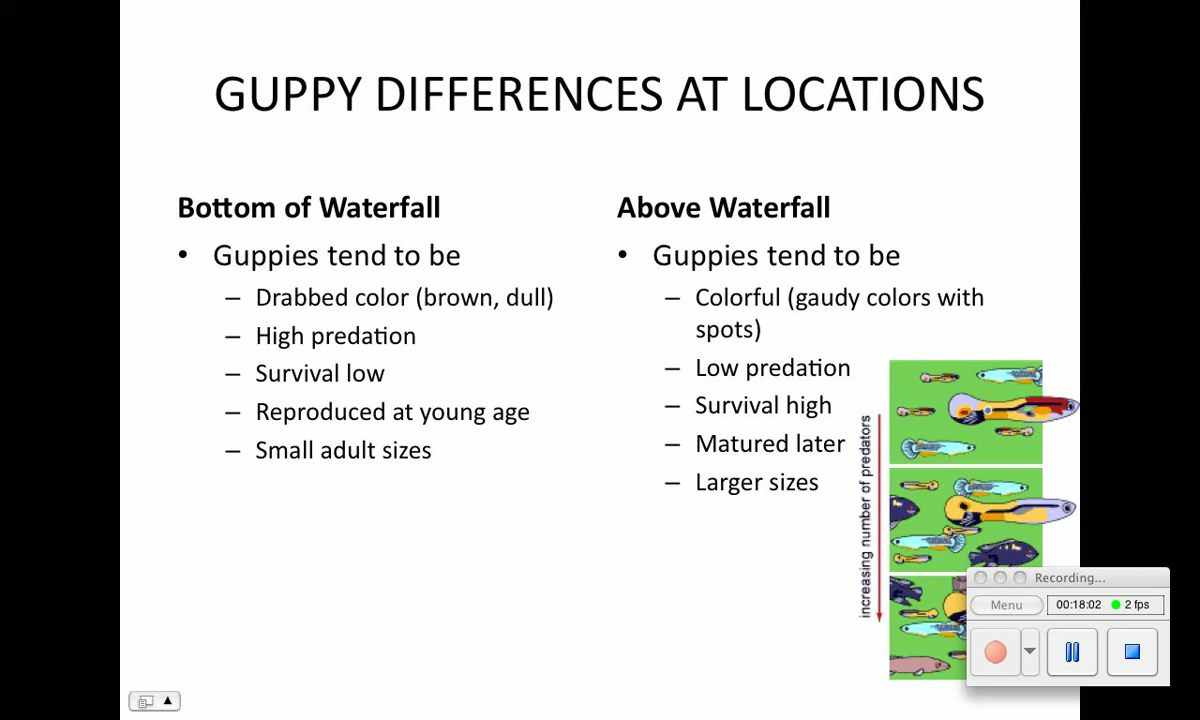 GUPPY DIFFERENCES AT LOCATIONS
Bottom of Waterfall
• Guppies tend to be
– Drabbed color (brown, dull)
– High predation
– Survival low
– Reproduced at young age
– Small adult sizes
Above Waterfall
• Guppies tend to be
– Colorful (gaudy colors with
spots)
– Low predation
– Survival high
– Matured later
– Larger sizes
increasing number of predators
Recording...
Menu
00:18:02
2 fps